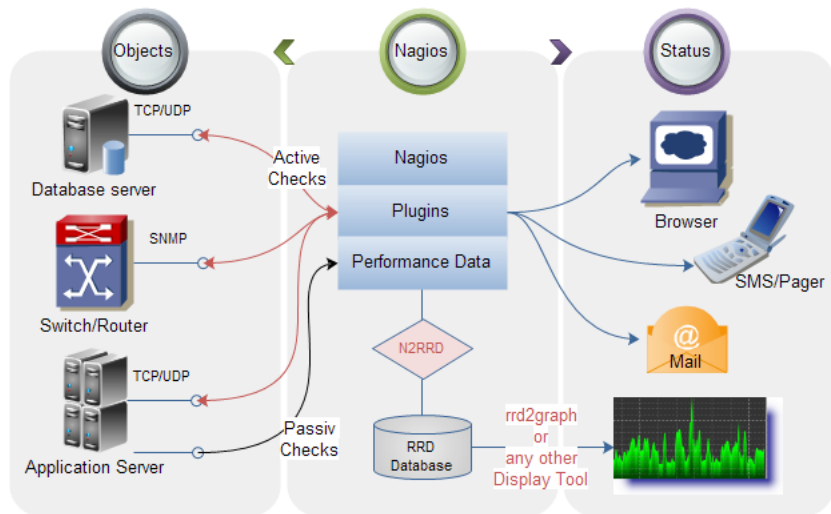 Objects
Nagios
Status
TCP/UDP
Database server
SNMP
Switch/Router
TCP/UDP
Application Server
Active
Checks
Passiv
Checks
Nagios
Plugins
Performance Data
N2RRD
RRD
Database
rrd2graph
or
any other
Display Tool
Browser
SMS/Pager
@
Mail